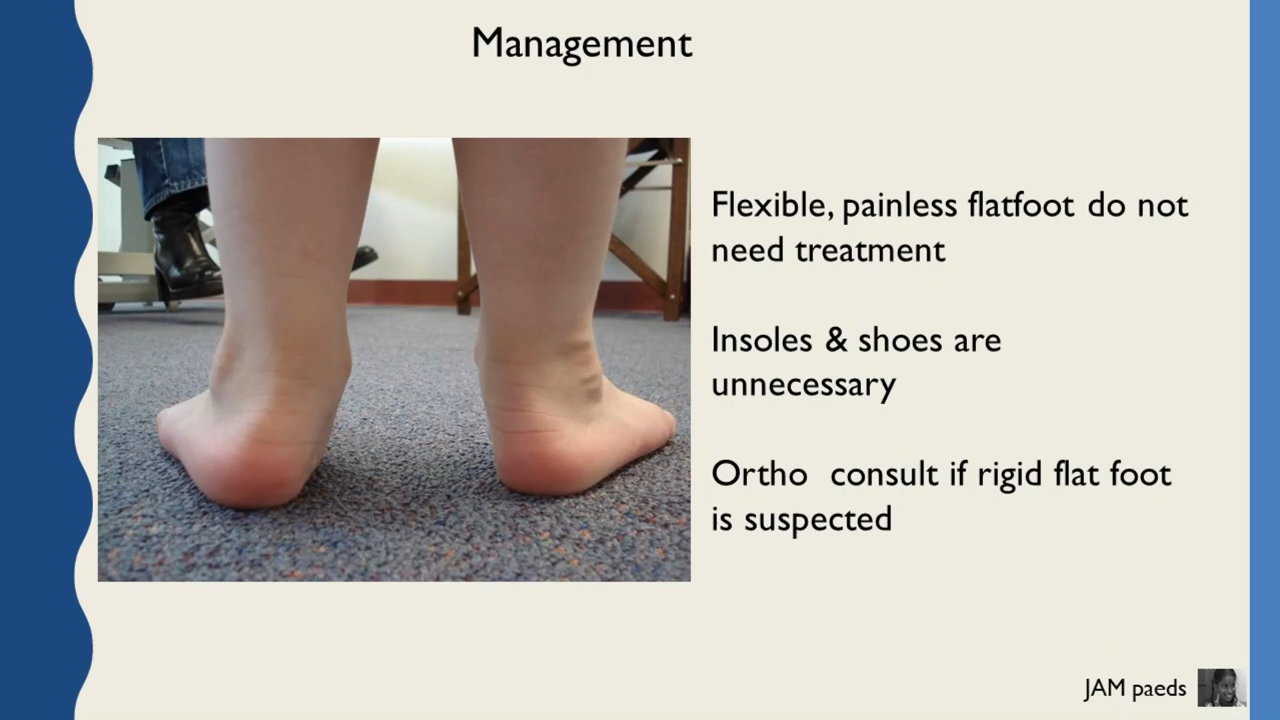 Management
Flexible, painless flatfoot do not
need treatment
Insoles & shoes are
unnecessary
Ortho consult if rigid flat foot
is suspected
JAM paeds